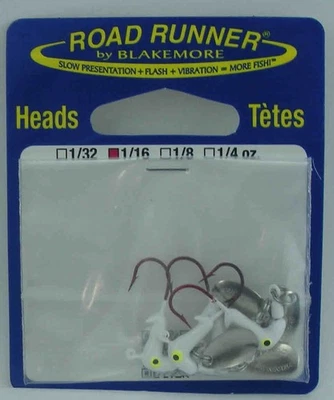 ROAD RUNNER®
by BLAKEMORE
SLOW PRESENTATION + FLASH + VIBRATION = MORE FISH!™
Heads Têtes
1/32 1/16 1/8 1/4 oz.